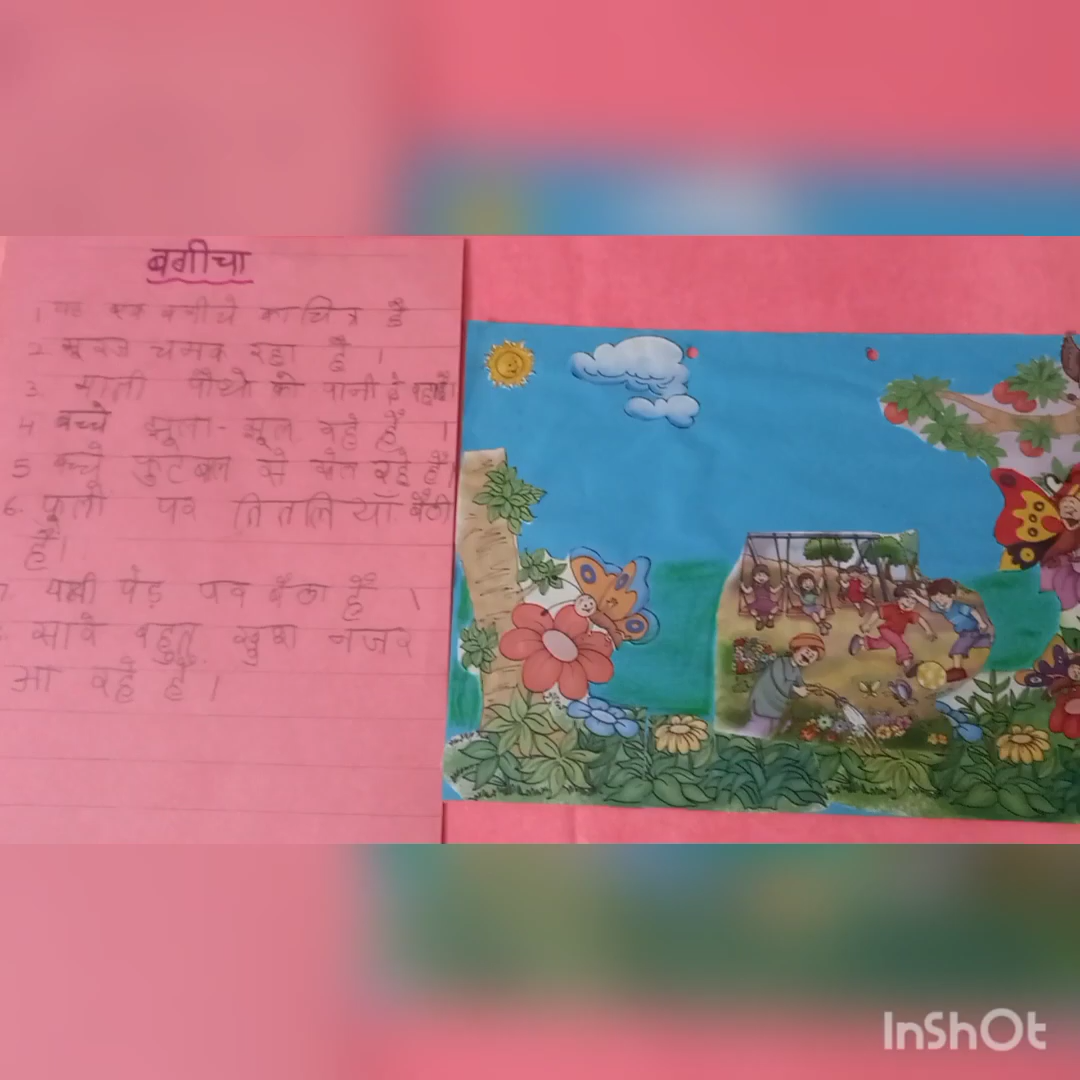 बगीचा
1 यह एक बगीचे का चित्र है
2 सूरज चमक रहा है ।
3 माली पौधो को पानी दे रहा है
4 बच्चे झूला - झूल रहे हैं ।
5 बच्चे फुटबाल से खेल रहे हैं।
6. फूलो पर तितलियाँ बैठी
हैं।
7. पक्षी पेड़ पर बैठा हैं ।
सारे बहुत खुश नजर
आ रहे हैं ।
InShOt